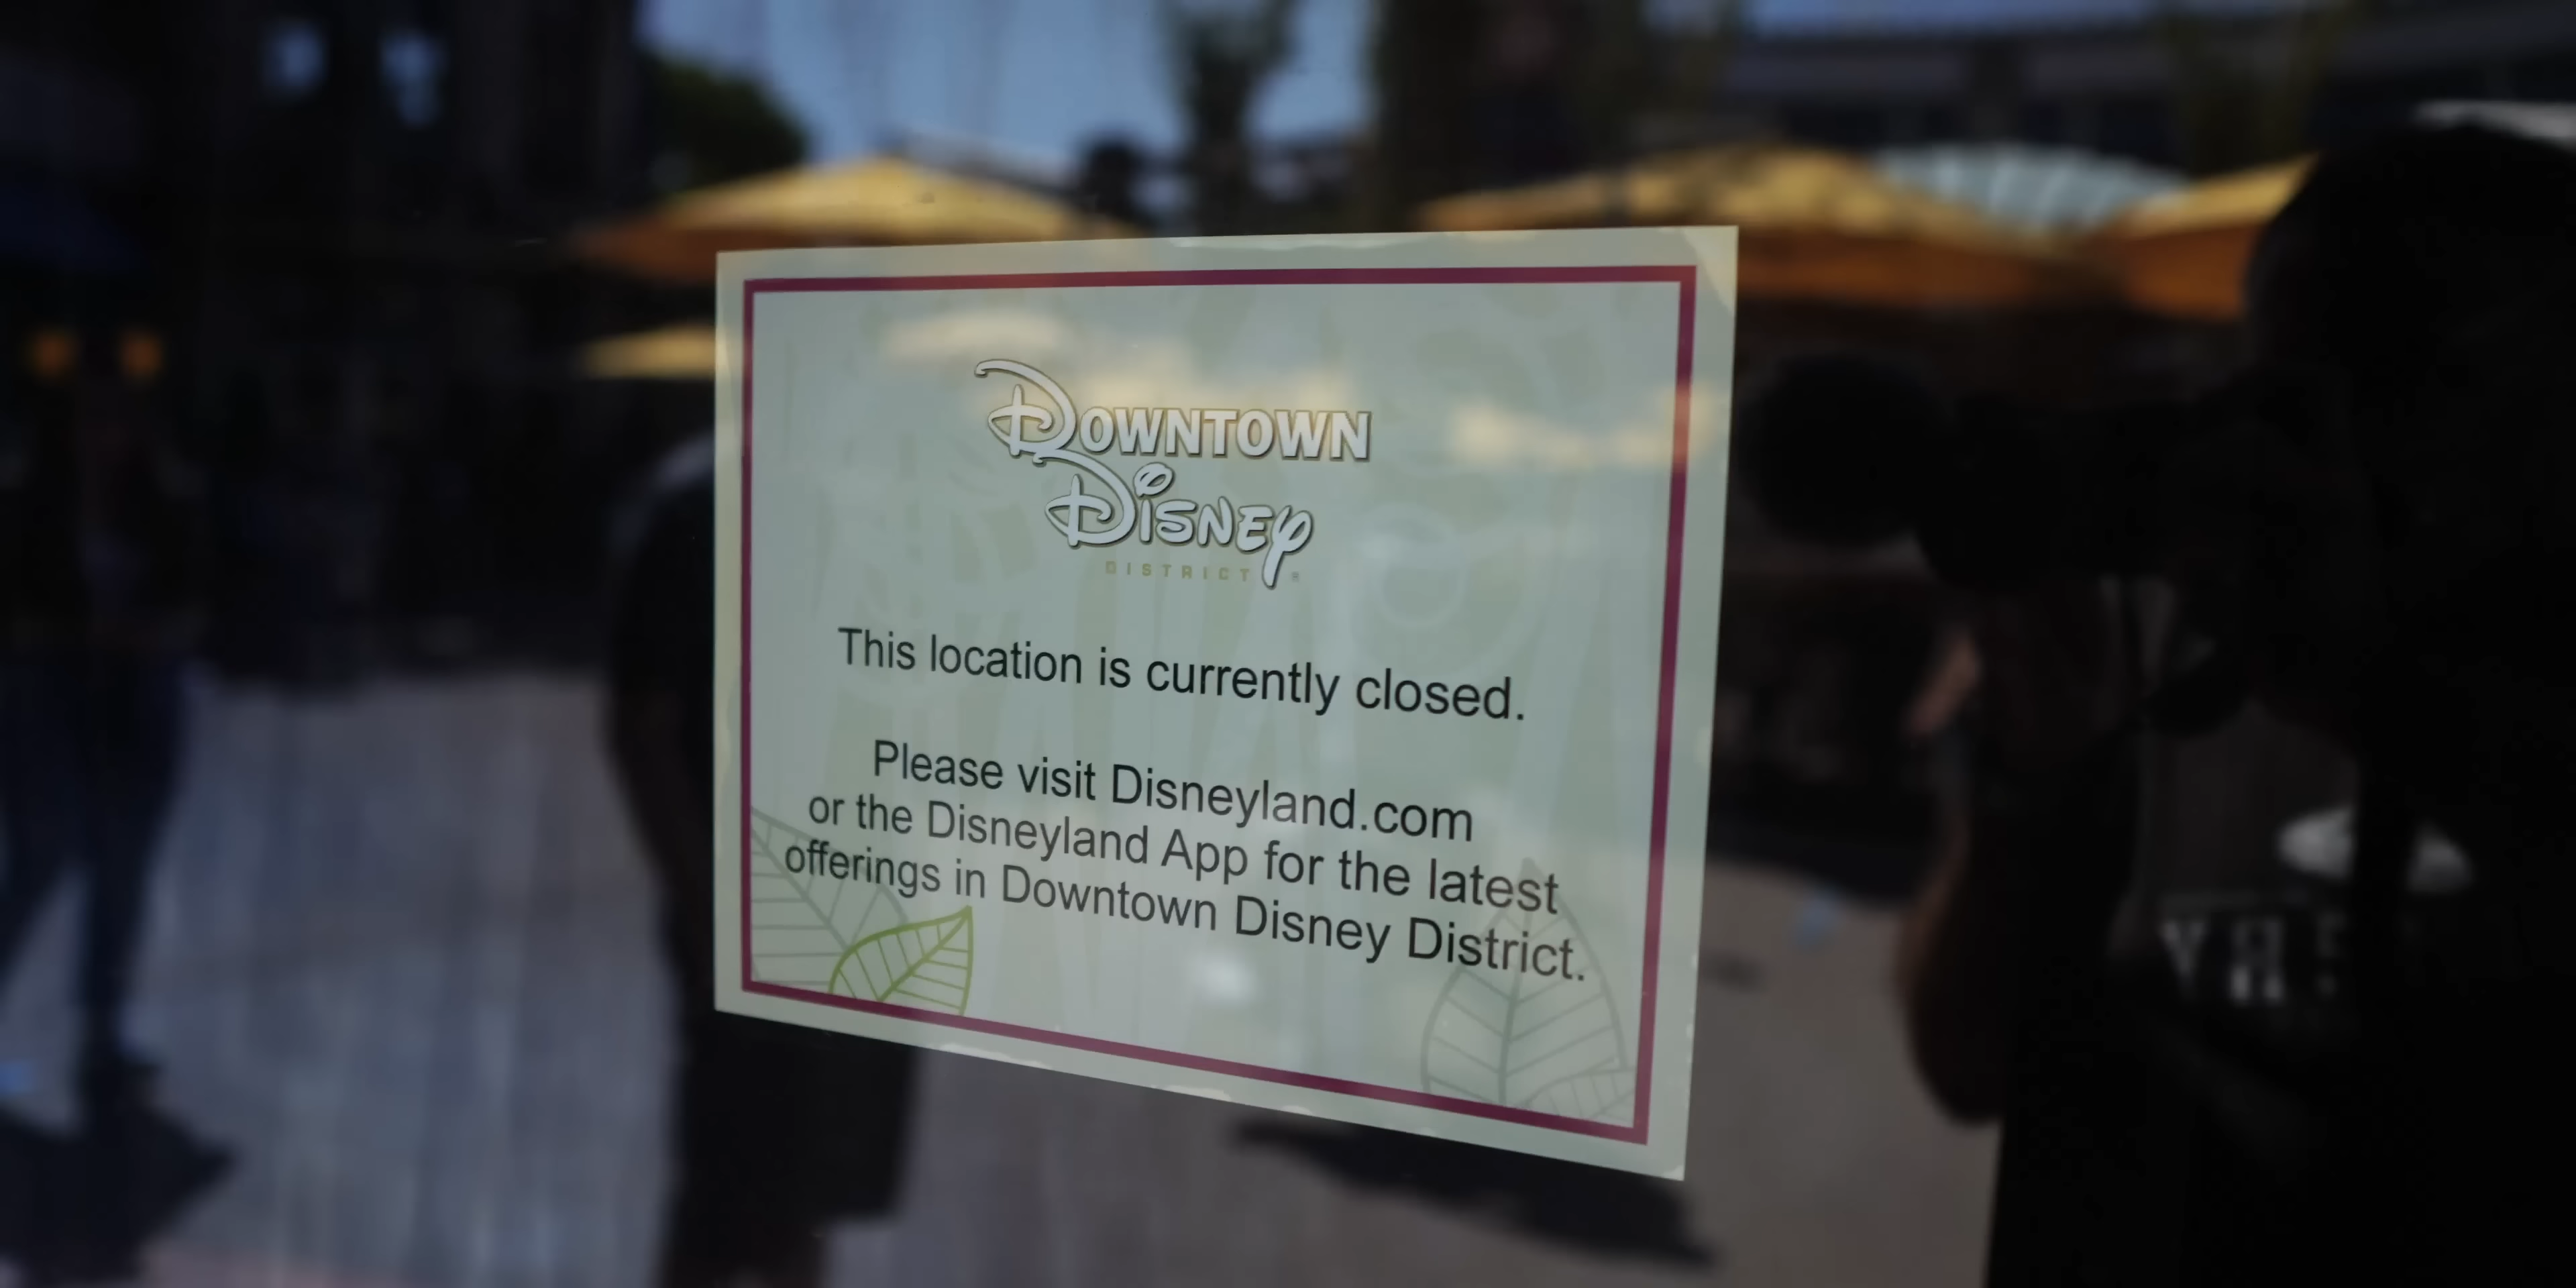 DOWNTOWN
DISNEY
DISTRICT
This location is currently closed.
Please visit Disneyland.com
or the Disneyland App for the latest
offerings in Downtown Disney District.